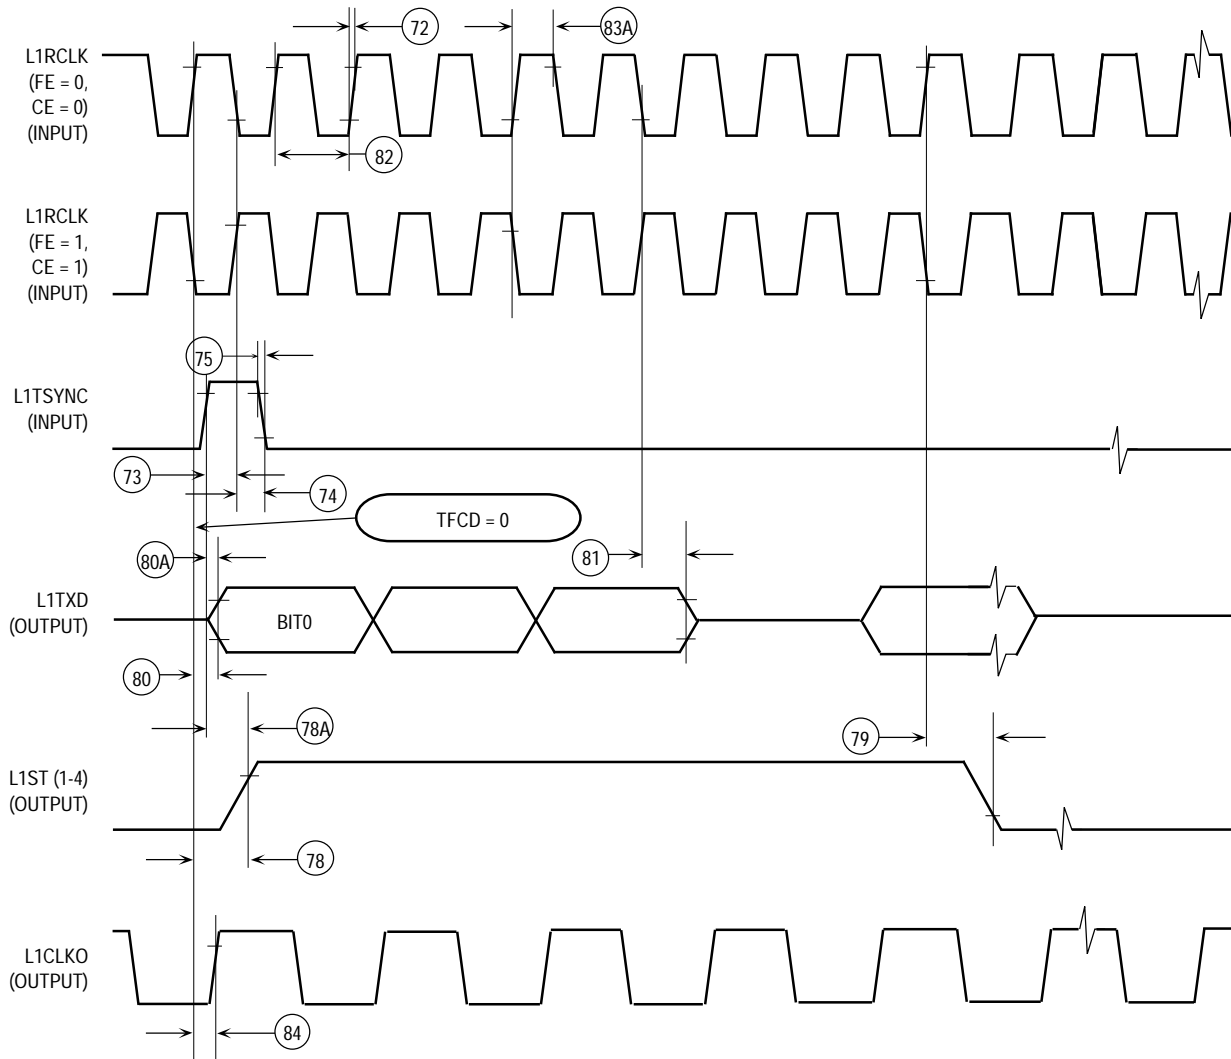 72
83A
L1RCLK
(FE = 0,
CE = 0)
(INPUT)
82
L1RCLK
(FE = 1,
CE = 1)
(INPUT)
75
L1TSYNC
(INPUT)
73
74
TFCD = 0
80A
81
L1TXD
(OUTPUT)
BIT0
80
78A
79
L1ST (1-4)
(OUTPUT)
78
L1CLKO
(OUTPUT)
84